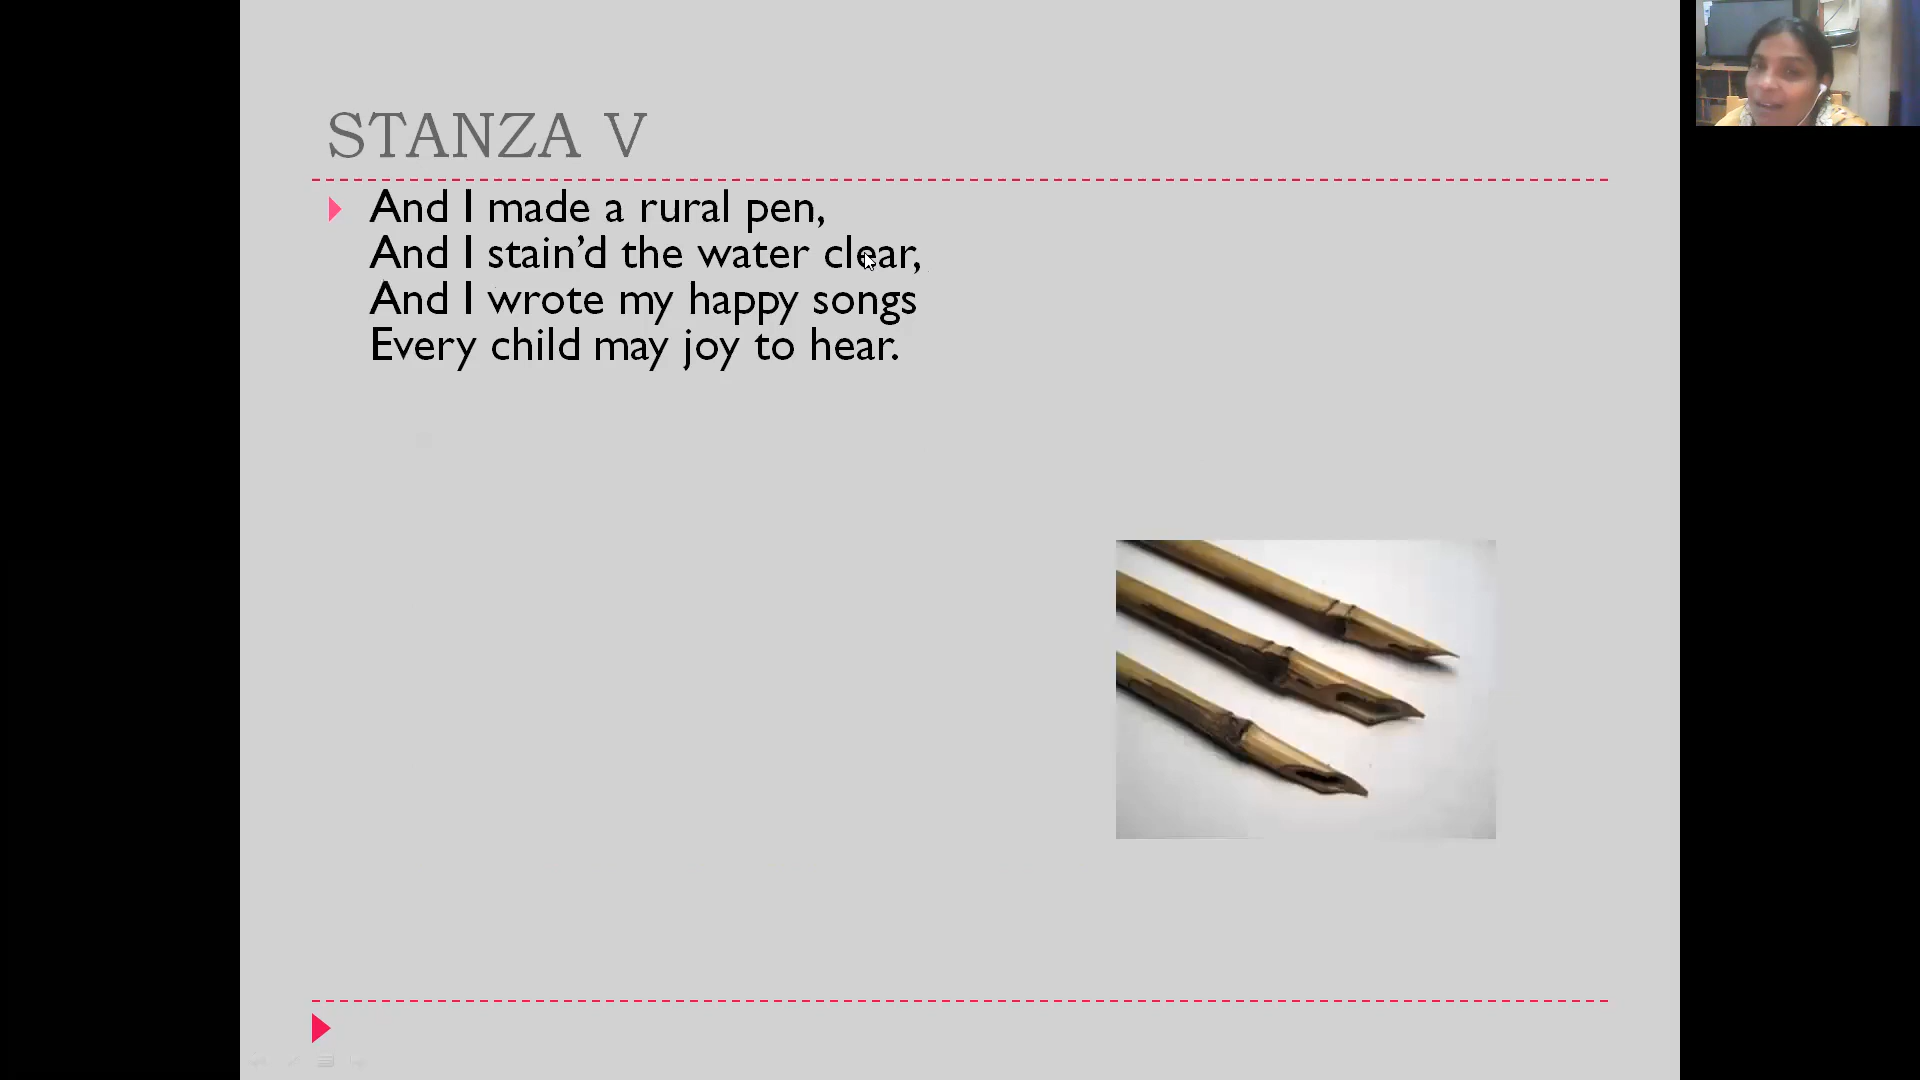 STANZA V
And I made a rural pen,
And I stain’d the water clear,
And I wrote my happy songs
Every child may joy to hear.